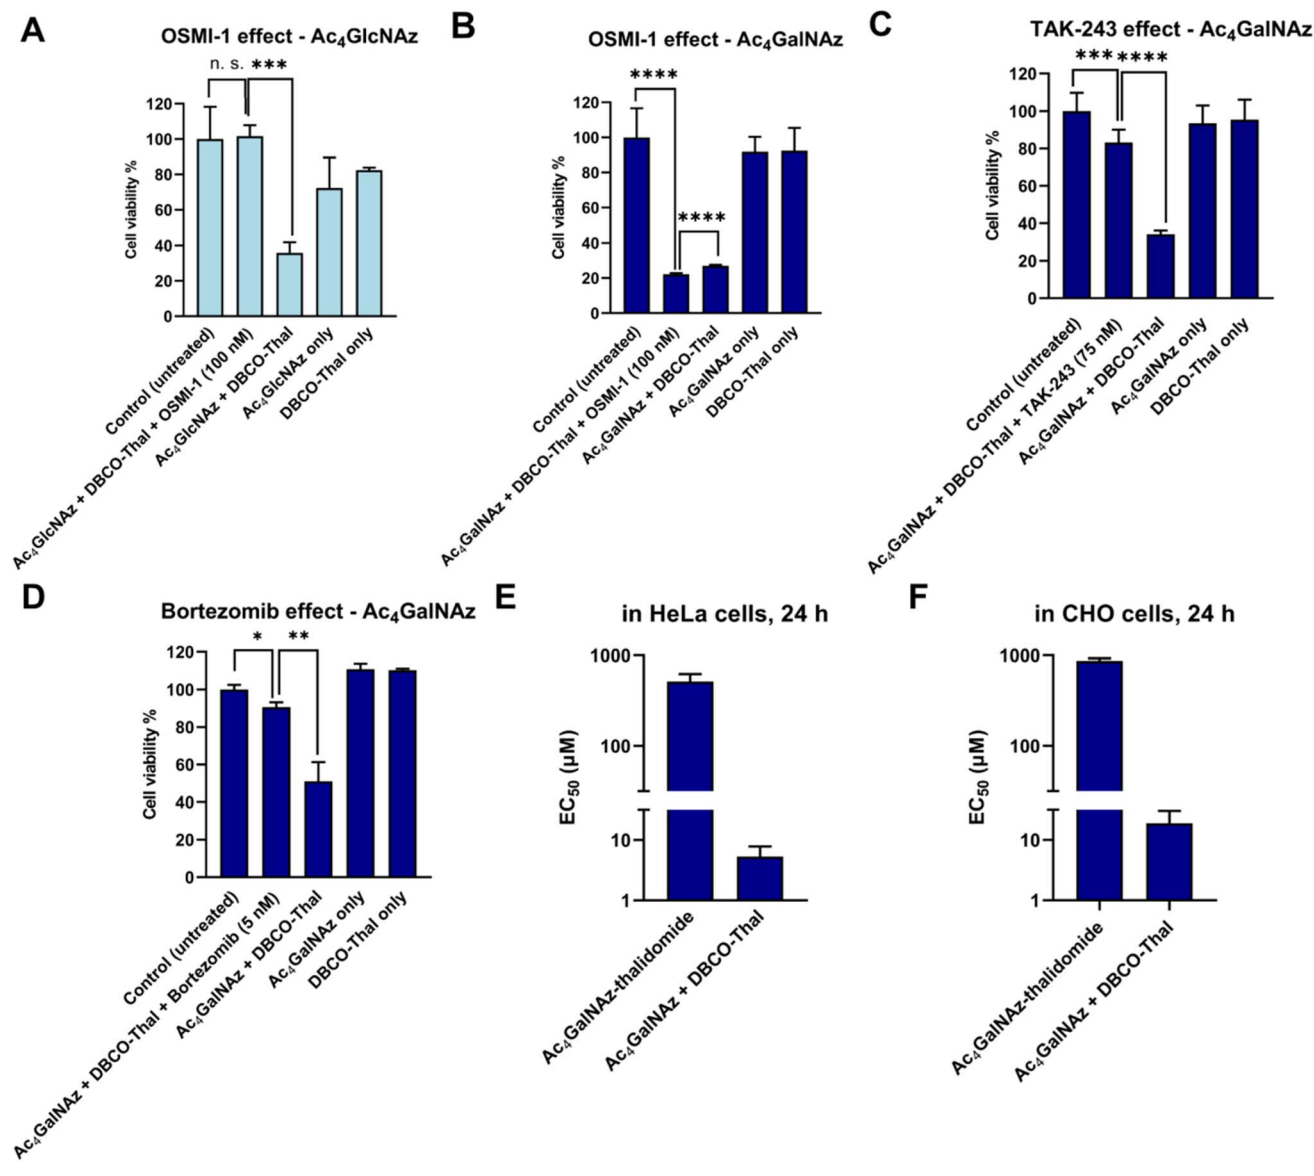 A
OSMI-1 effect - Ac₄GlcNAz
n. s. ***
Cell viability %
120
100
80
60
40
20
0
Control (untreated)
Ac₄GlcNAz + DBCO-Thal + OSMI-1 (100 nM)
Ac₄GlcNAz + DBCO-Thal
Ac₄GlcNAz only
DBCO-Thal only
B
OSMI-1 effect - Ac₄GalNAz
****
****
Cell viability %
120
100
80
60
40
20
0
Control (untreated)
Ac₄GalNAz + DBCO-Thal + OSMI-1 (100 nM)
Ac₄GalNAz + DBCO-Thal
Ac₄GalNAz only
DBCO-Thal only
C
TAK-243 effect - Ac₄GalNAz
*** ****
Cell viability %
120
100
80
60
40
20
0
Control (untreated)
Ac₄GalNAz + DBCO-Thal + TAK-243 (75 nM)
Ac₄GalNAz + DBCO-Thal
Ac₄GalNAz only
DBCO-Thal only
D
Bortezomib effect - Ac₄GalNAz
* **
Cell viability %
120
100
80
60
40
20
0
Control (untreated)
Ac₄GalNAz + DBCO-Thal + Bortezomib (5 nM)
Ac₄GalNAz + DBCO-Thal
Ac₄GalNAz only
DBCO-Thal only
E
in HeLa cells, 24 h
EC₅₀ (µM)
1000
100
10
1
Ac₄GalNAz-thalidomide
Ac₄GalNAz + DBCO-Thal
F
in CHO cells, 24 h
EC₅₀ (µM)
1000
100
10
1
Ac₄GalNAz-thalidomide
Ac₄GalNAz + DBCO-Thal